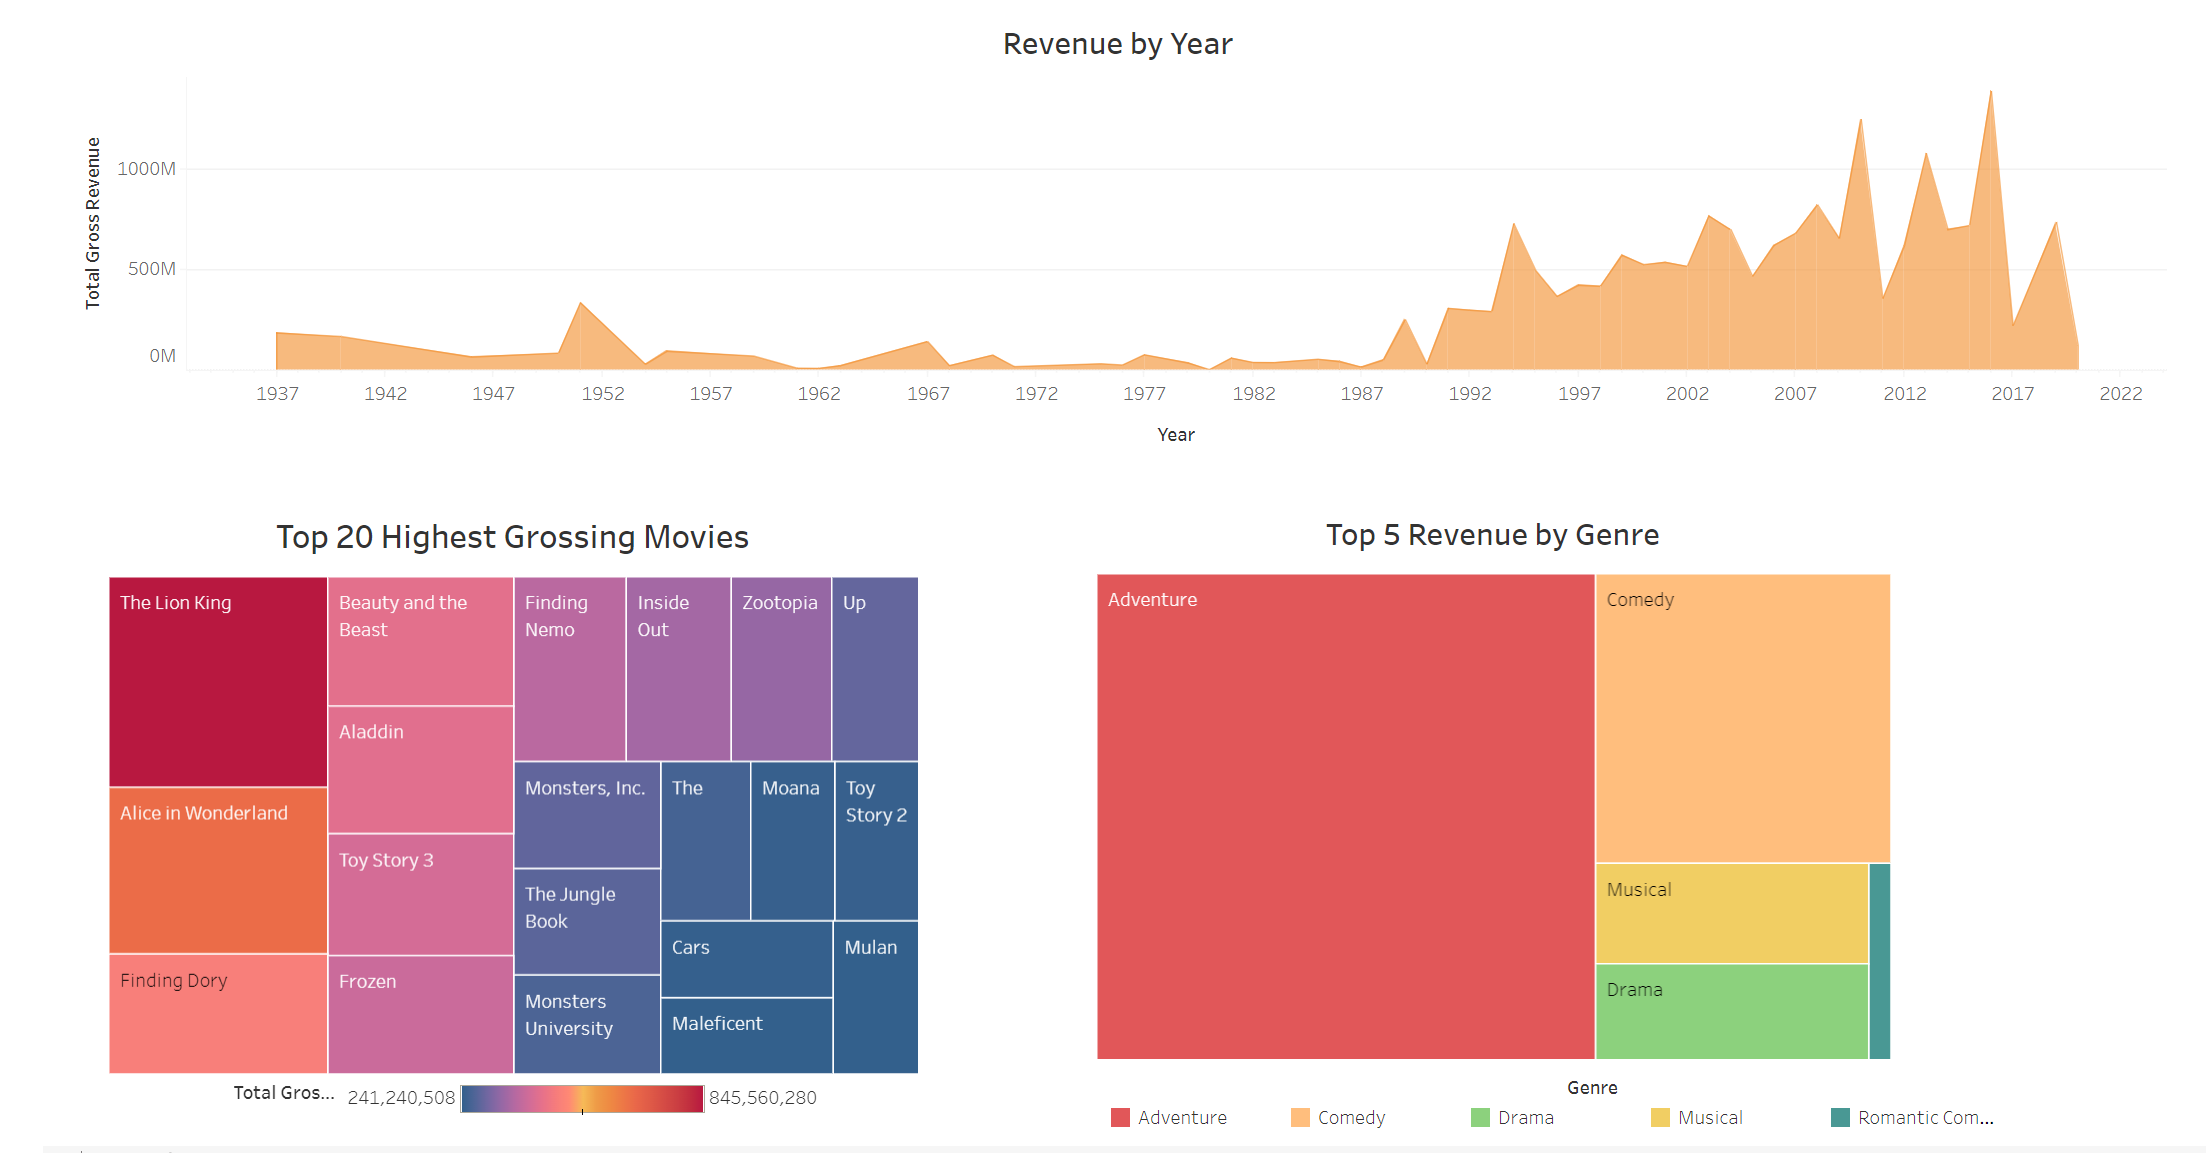 Revenue by Year
Total Gross Revenue
1000M
500M
0M
1937 1942 1947 1952 1957 1962 1967 1972 1977 1982 1987 1992 1997 2002 2007 2012 2017 2022
Year
Top 20 Highest Grossing Movies
The Lion King
Alice in Wonderland
Finding Dory
Beauty and the
Beast
Aladdin
Toy Story 3
Frozen
Finding
Nemo
Inside
Out
Zootopia
Up
Monsters, Inc.
The Jungle
Book
Monsters
University
The
Moana
Toy
Story 2
Cars
Maleficent
Mulan
Total Gros... 241,240,508 845,560,280
Top 5 Revenue by Genre
Adventure
Comedy
Musical
Drama
Genre
Adventure Comedy Drama Musical Romantic Com...